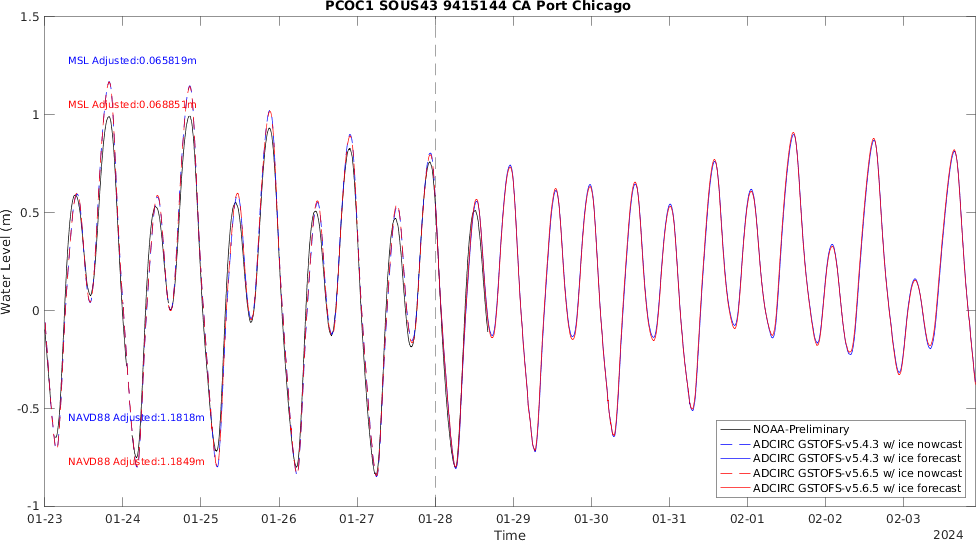 PCOC1 SOUS43 9415144 CA Port Chicago
1.5
MSL Adjusted:0.065819m
1
MSL Adjusted:0.068851m
0.5
Water Level (m)
0
-0.5
NAVD88 Adjusted:1.1818m
NAVD88 Adjusted:1.1849m
-1
NOAA-Preliminary
ADCIRC GSTOFS-v5.4.3 w/ ice nowcast
ADCIRC GSTOFS-v5.4.3 w/ ice forecast
ADCIRC GSTOFS-v5.6.5 w/ ice nowcast
ADCIRC GSTOFS-v5.6.5 w/ ice forecast
01-23 01-24 01-25 01-26 01-27 01-28 01-29 01-30 01-31 02-01 02-02 02-03
Time
2024